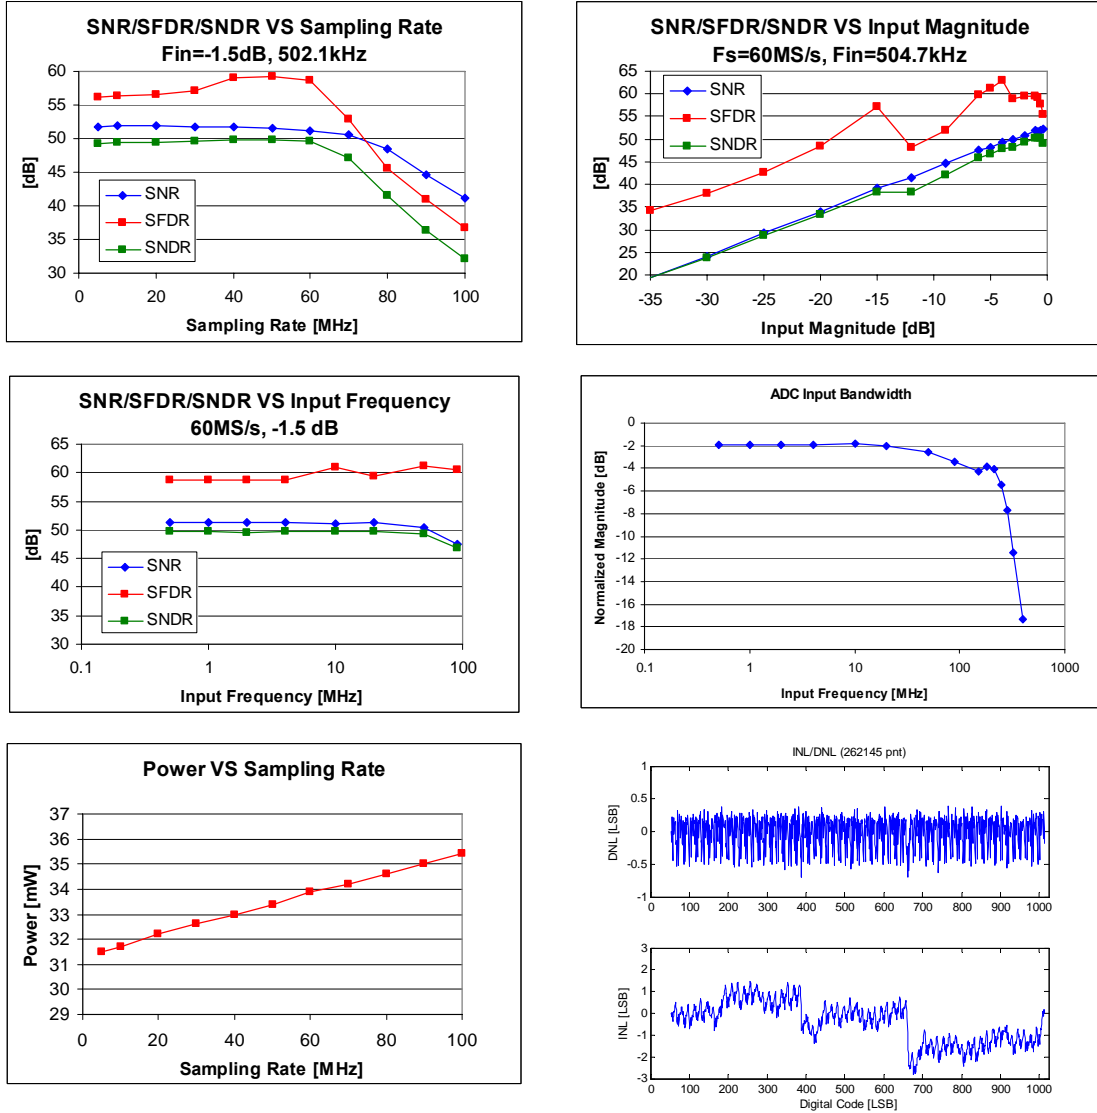 SNR/SFDR/SNDR VS Sampling Rate
Fin=-1.5dB, 502.1kHz
60
55
50
45
40
35
30
[dB]
SNR
SFDR
SNDR
0 20 40 60 80 100
Sampling Rate [MHz]
SNR/SFDR/SNDR VS Input Magnitude
Fs=60MS/s, Fin=504.7kHz
65
60
55
50
45
40
35
30
25
20
[dB]
SNR
SFDR
SNDR
-35 -30 -25 -20 -15 -10 -5 0
Input Magnitude [dB]
SNR/SFDR/SNDR VS Input Frequency
60MS/s, -1.5 dB
65
60
55
50
45
40
35
30
[dB]
SNR
SFDR
SNDR
0.1 1 10 100
Input Frequency [MHz]
ADC Input Bandwidth
0
-2
-4
-6
-8
-10
-12
-14
-16
-18
-20
Normalized Magnitude [dB]
0.1 1 10 100 1000
Input Frequency [MHz]
Power VS Sampling Rate
37
36
35
34
33
32
31
30
29
Power [mW]
0 20 40 60 80 100
Sampling Rate [MHz]
INL/DNL (262145 pnt)
1
0.5
0
-0.5
-1
DNL [LSB]
0 100 200 300 400 500 600 700 800 900 1000
3
2
1
0
-1
-2
-3
INL [LSB]
0 100 200 300 400 500 600 700 800 900 1000
Digital Code [LSB]